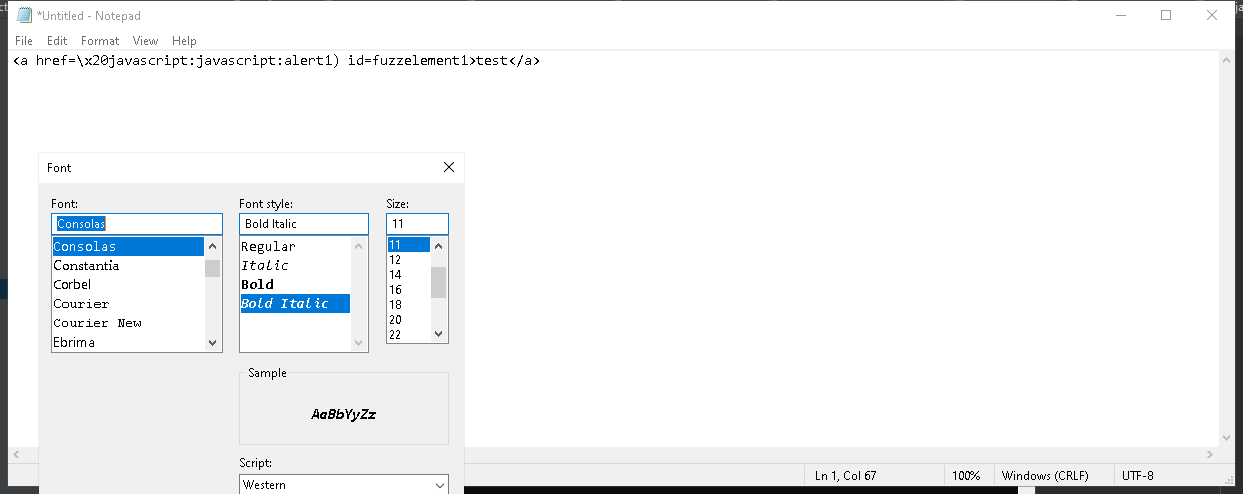 *Untitled - Notepad
File Edit Format View Help
<a href=\x20javascript:javascript:alert1) id=fuzzelement1>test</a>
Font
Font: Font style: Size:
Consolas Bold Italic 11
Consolas Regular 11
Constantia Italic 12
Corbel Bold 14
Courier Bold Italic 16
Courier New 18
Ebrima 20
22
Sample
AaBbYyZz
Script:
Western
Ln 1, Col 67 100% Windows (CRLF) UTF-8